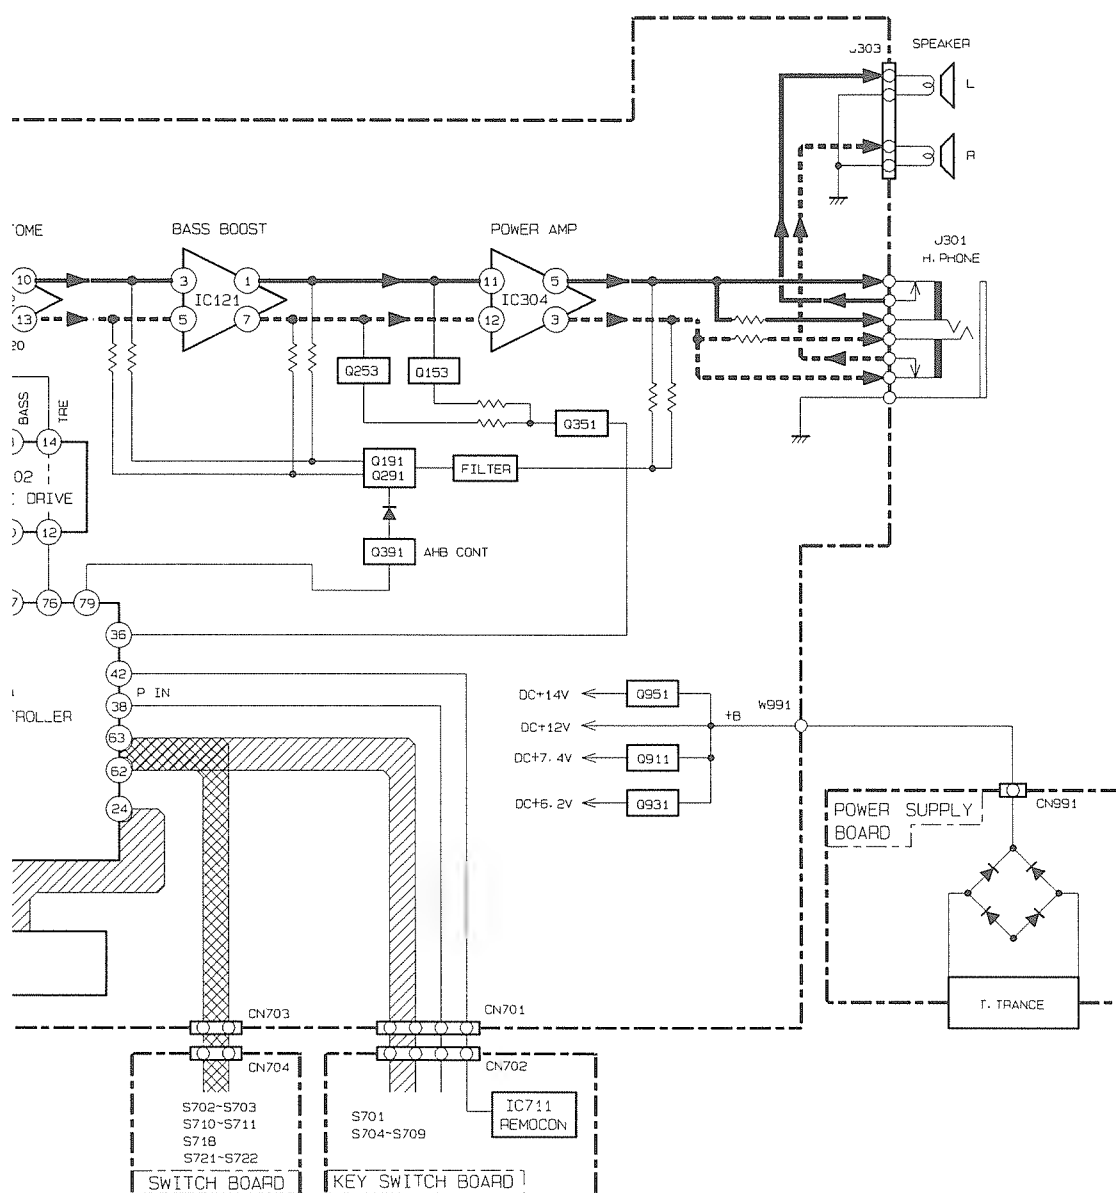 J303
SPEAKER
L
R
BASS BOOST
POWER AMP
J301
H. PHONE
10
3
IC121
1
11
IC304
5
13
5
7
12
3
20
Q253
Q153
BASS
TRE
Q351
14
Q191
Q291
FILTER
02
DRIVE
12
Q391
AHB CONT
76
79
36
42
P IN
38
TROLLER
63
62
24
DC+14V
Q951
W991
+B
DC+12V
DC+7.4V
Q911
DC+6.2V
Q931
CN991
POWER SUPPLY
BOARD
T. TRANCE
CN703
CN701
CN704
CN702
S702~S703
S710~S711
S718
S721~S722
S701
S704~S709
IC711
REMOCON
SWITCH BOARD
KEY SWITCH BOARD